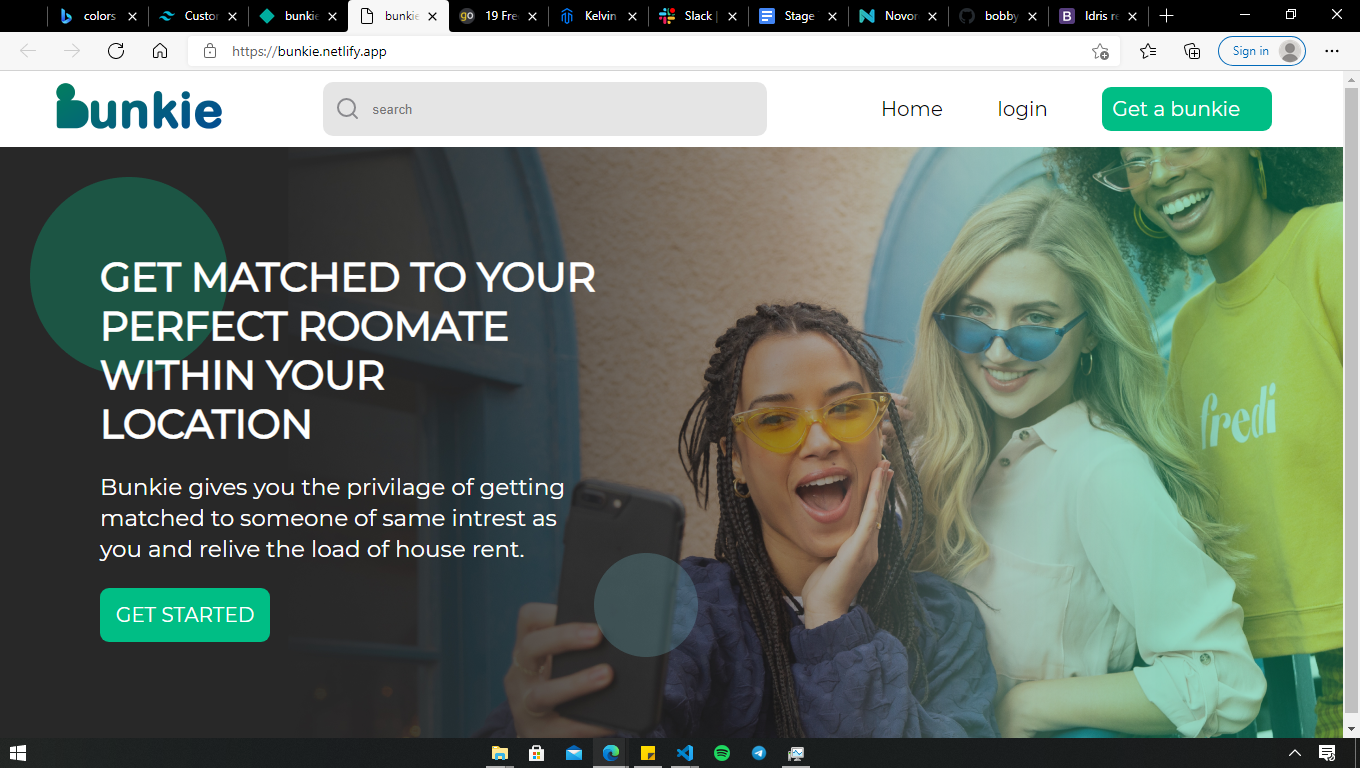 colors
Custor
bunkie
bunkie
19 Fre
Kelvin
Slack |
Stage
Novor
bobby
Idris re
https://bunkie.netlify.app
Sign in
bunkie
search
Home
login
Get a bunkie
GET MATCHED TO YOUR
PERFECT ROOMATE
WITHIN YOUR
LOCATION
Bunkie gives you the privilage of getting
matched to someone of same intrest as
you and relive the load of house rent.
GET STARTED
fredi